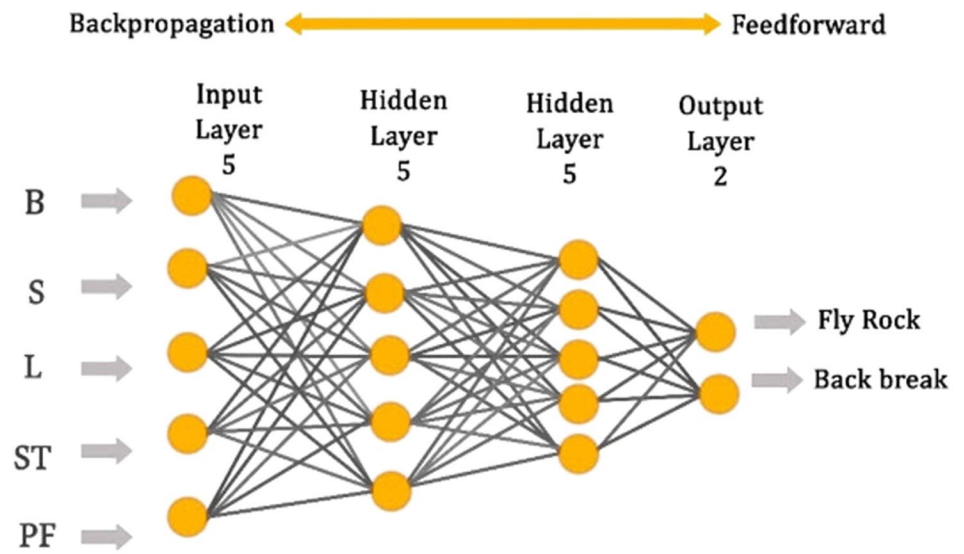 Backpropagation
Feedforward
Input
Layer
5
Hidden
Layer
5
Hidden
Layer
5
Output
Layer
2
B
S
L
ST
PF
Fly Rock
Back break